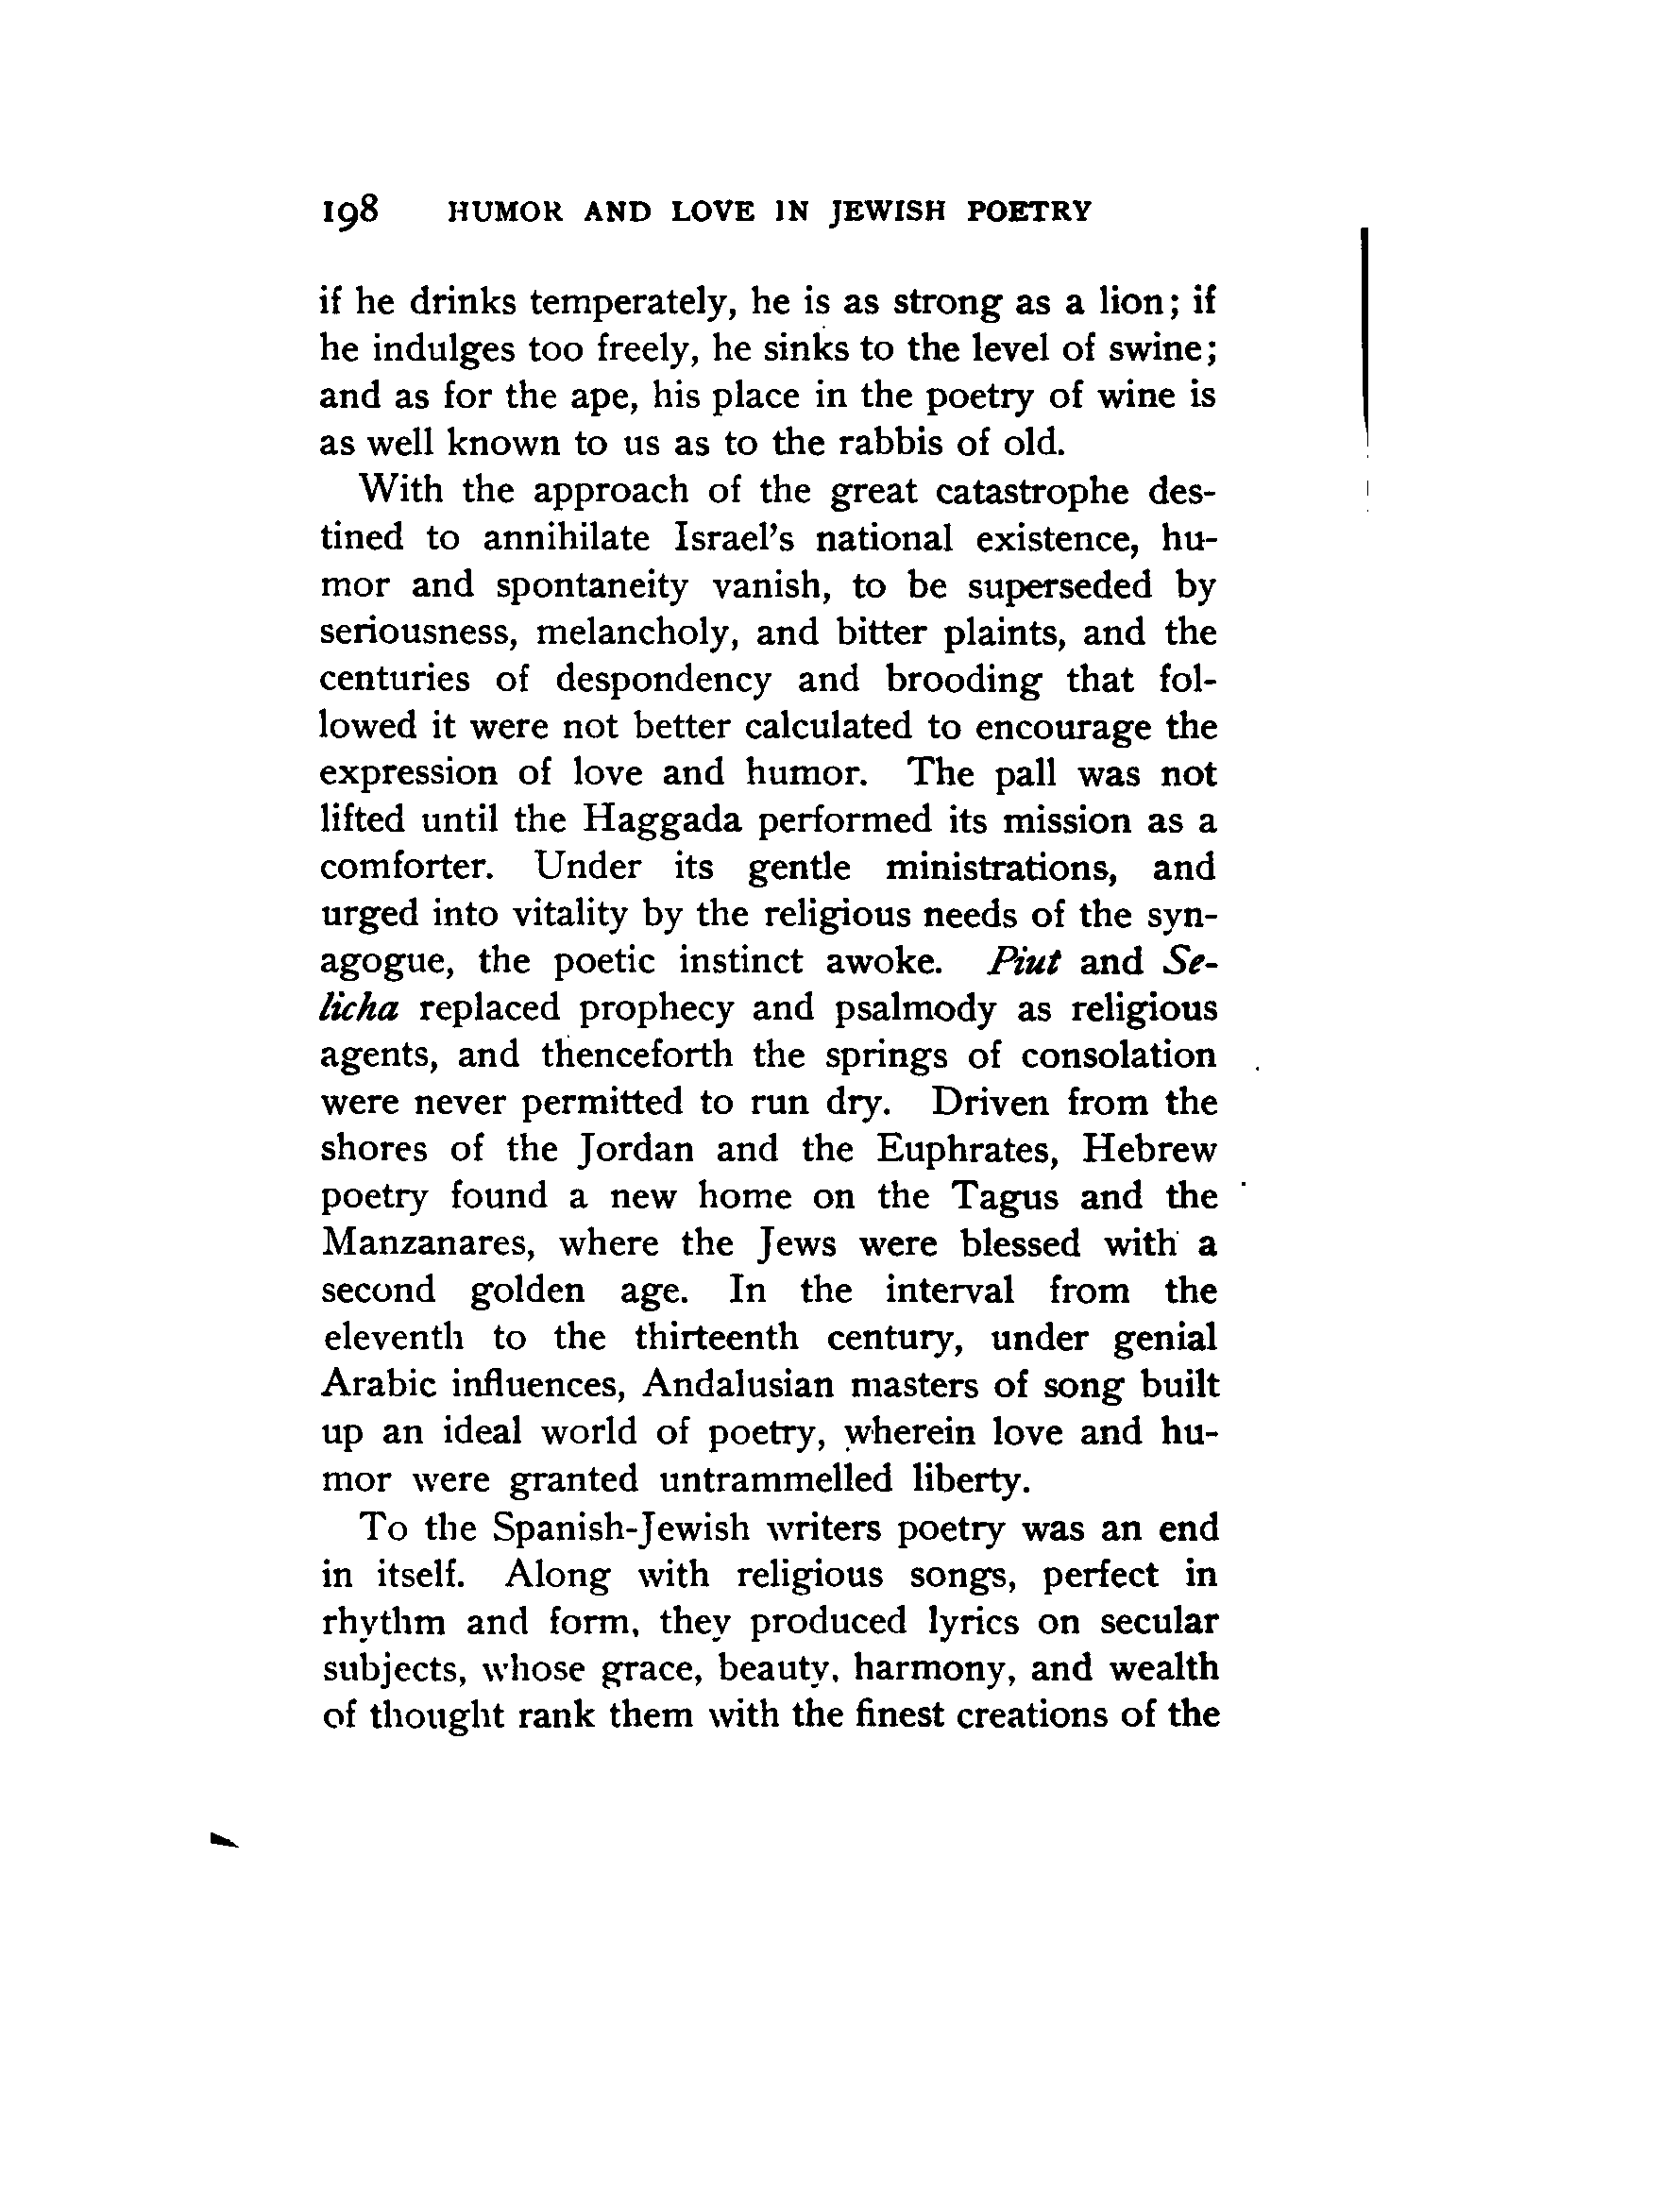 198 HUMOR AND LOVE IN JEWISH POETRY
if he drinks temperately, he is as strong as a lion; if
he indulges too freely, he sinks to the level of swine;
and as for the ape, his place in the poetry of wine is
as well known to us as to the rabbis of old.
With the approach of the great catastrophe des-
tined to annihilate Israel's national existence, hu-
mor and spontaneity vanish, to be superseded by
seriousness, melancholy, and bitter plaints, and the
centuries of despondency and brooding that fol-
lowed it were not better calculated to encourage the
expression of love and humor. The pall was not
lifted until the Haggada performed its mission as a
comforter. Under its gentle ministrations, and
urged into vitality by the religious needs of the syn-
agogue, the poetic instinct awoke. Piut and Se-
licha replaced prophecy and psalmody as religious
agents, and thenceforth the springs of consolation
were never permitted to run dry. Driven from the
shores of the Jordan and the Euphrates, Hebrew
poetry found a new home on the Tagus and the
Manzanares, where the Jews were blessed with a
second golden age. In the interval from the
eleventh to the thirteenth century, under genial
Arabic influences, Andalusian masters of song built
up an ideal world of poetry, wherein love and hu-
mor were granted untrammelled liberty.
To the Spanish-Jewish writers poetry was an end
in itself. Along with religious songs, perfect in
rhythm and form, they produced lyrics on secular
subjects, whose grace, beauty, harmony, and wealth
of thought rank them with the finest creations of the